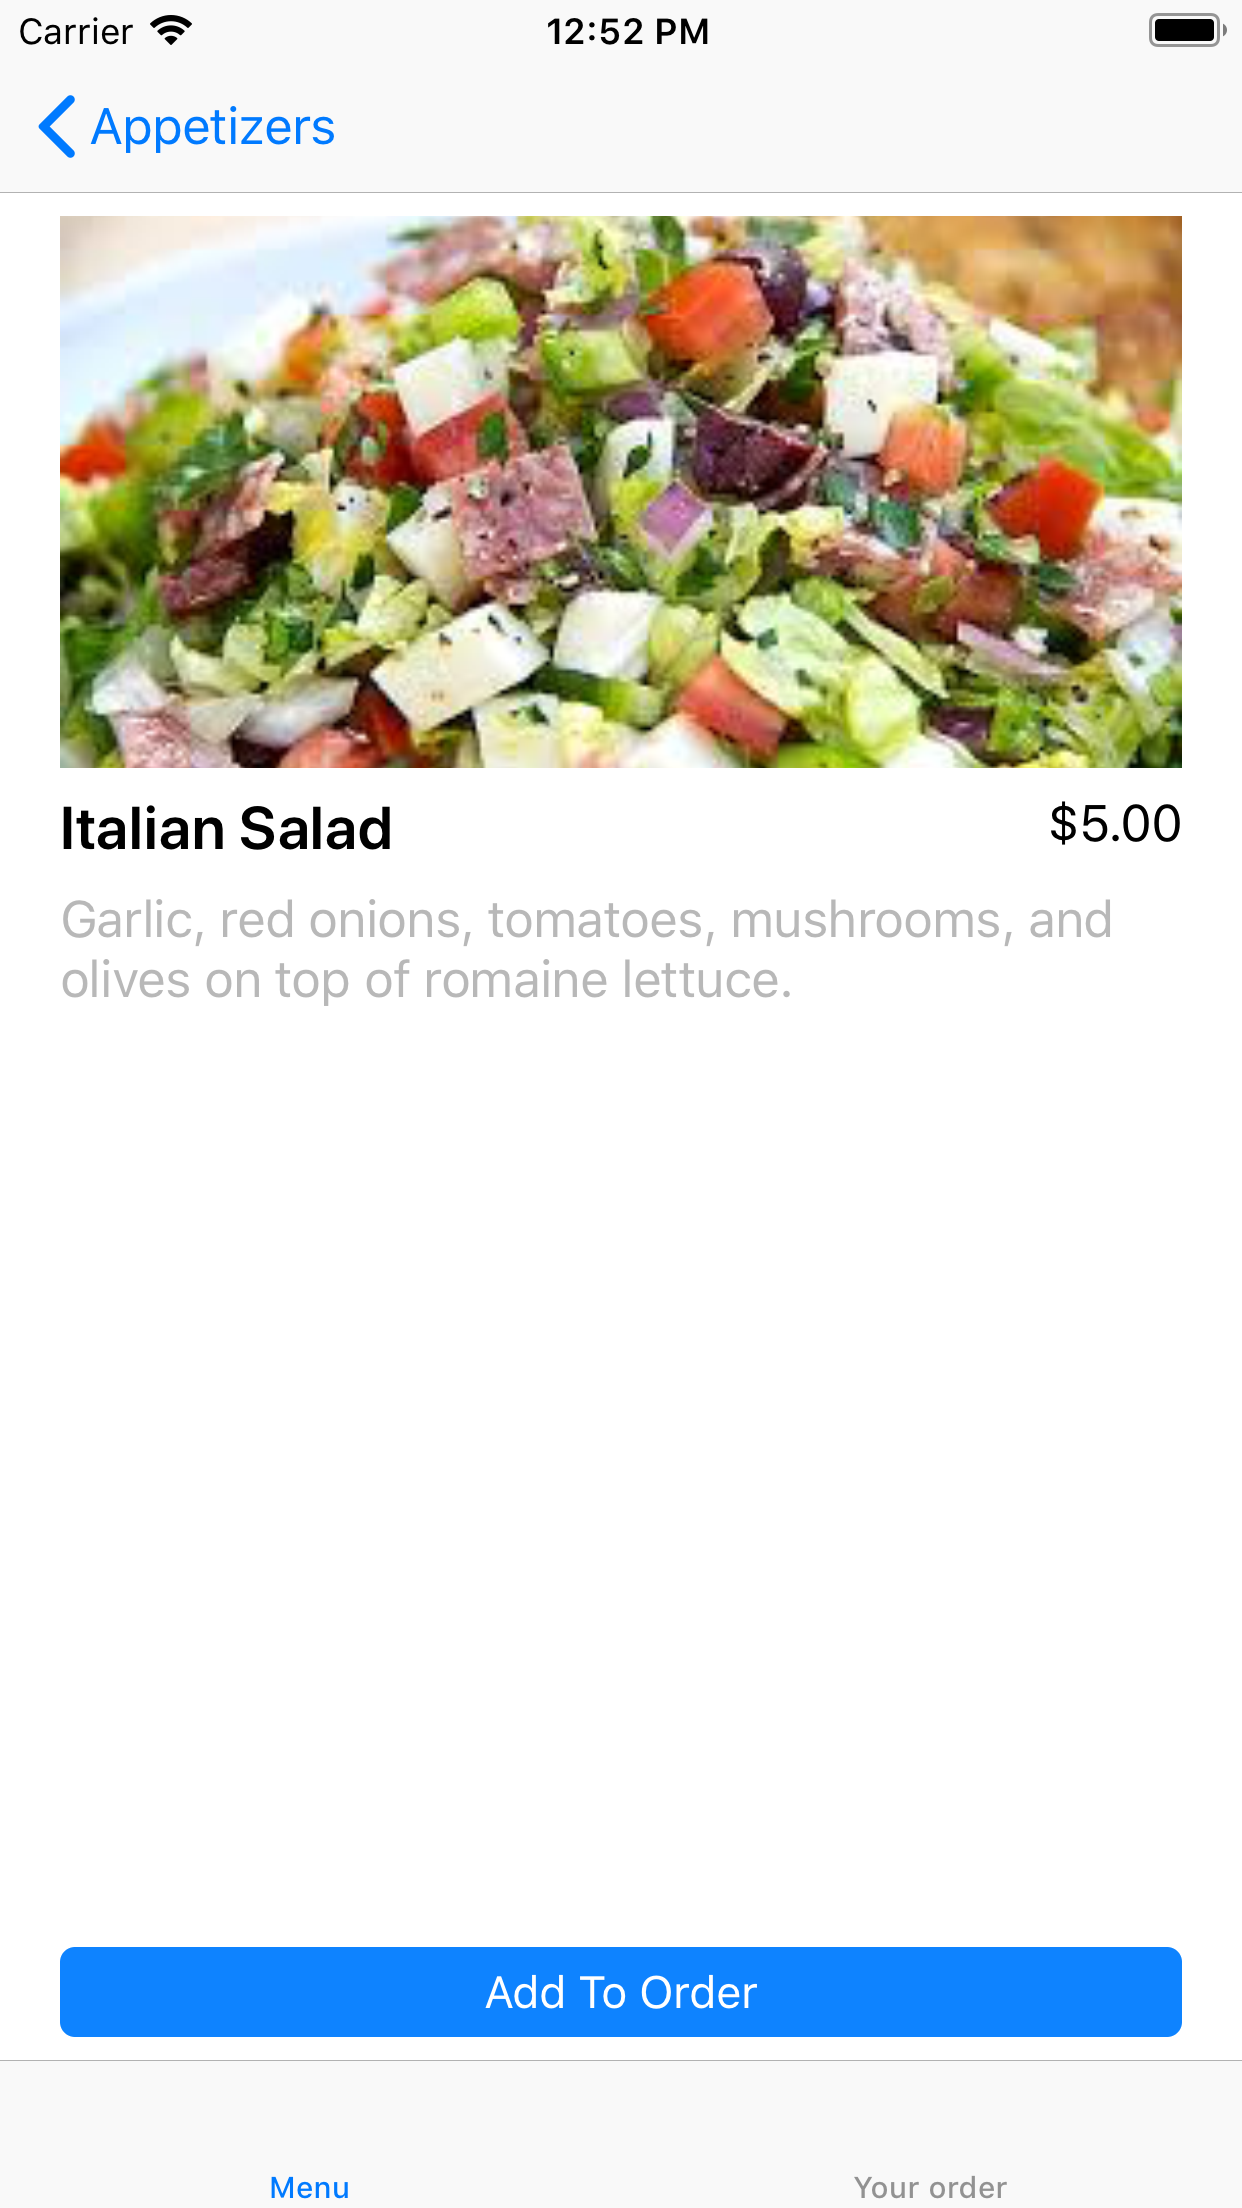 Carrier 12:52 PM
Appetizers
Italian Salad $5.00
Garlic, red onions, tomatoes, mushrooms, and
olives on top of romaine lettuce.
Add To Order
Menu Your order